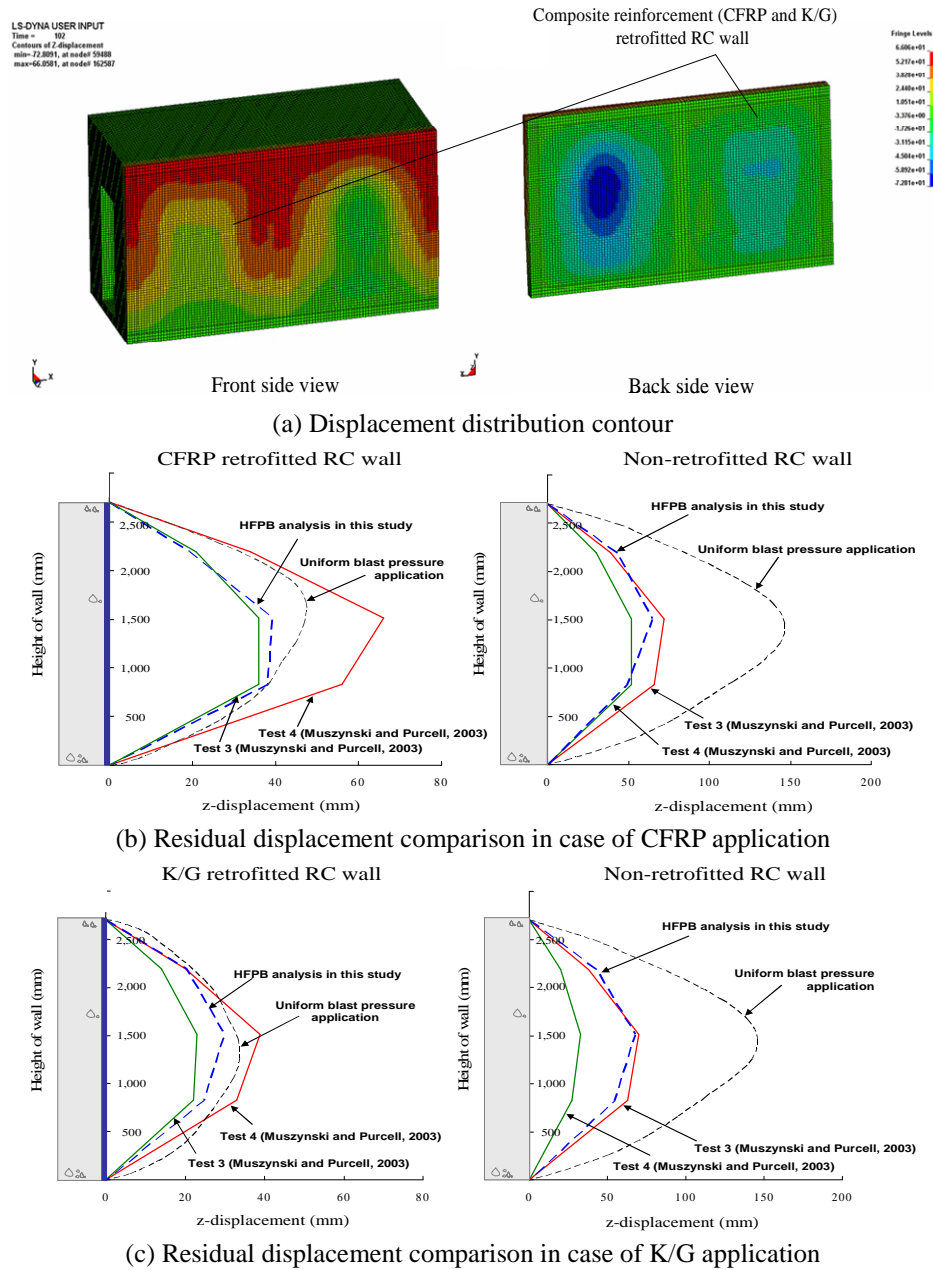 LS-DYNA USER INPUT
Time = 102
Contours of Z-displacement
min=-72.8091, at node# 59488
max=66.0581, at node# 162587
Composite reinforcement (CFRP and K/G)
retrofitted RC wall
Fringe Levels
6.606e+01
5.217e+01
3.828e+01
2.440e+01
1.051e+01
-3.376e+00
-1.726e+01
-3.115e+01
-4.504e+01
-5.892e+01
-7.281e+01
Y
X
Z
Front side view
Y
X
Back side view
(a) Displacement distribution contour
CFRP retrofitted RC wall
Height of wall (mm)
2,500
2,000
1,500
1,000
500
HFPB analysis in this study
Uniform blast pressure
application
Test 4 (Muszynski and Purcell, 2003)
Test 3 (Muszynski and Purcell, 2003)
0 20 40 60 80
z-displacement (mm)
Non-retrofitted RC wall
Height of wall (mm)
2,500
2,000
1,500
1,000
500
HFPB analysis in this study
Uniform blast pressure application
Test 3 (Muszynski and Purcell, 2003)
Test 4 (Muszynski and Purcell, 2003)
0 50 100 150 200
z-displacement (mm)
(b) Residual displacement comparison in case of CFRP application
K/G retrofitted RC wall
Height of wall (mm)
2,500
2,000
1,500
1,000
500
HFPB analysis in this study
Uniform blast pressure
application
Test 4 (Muszynski and Purcell, 2003)
Test 3 (Muszynski and Purcell, 2003)
0 20 40 60 80
z-displacement (mm)
Non-retrofitted RC wall
Height of wall (mm)
2,500
2,000
1,500
1,000
500
HFPB analysis in this study
Uniform blast pressure
application
Test 3 (Muszynski and Purcell, 2003)
Test 4 (Muszynski and Purcell, 2003)
0 50 100 150 200
z-displacement (mm)
(c) Residual displacement comparison in case of K/G application